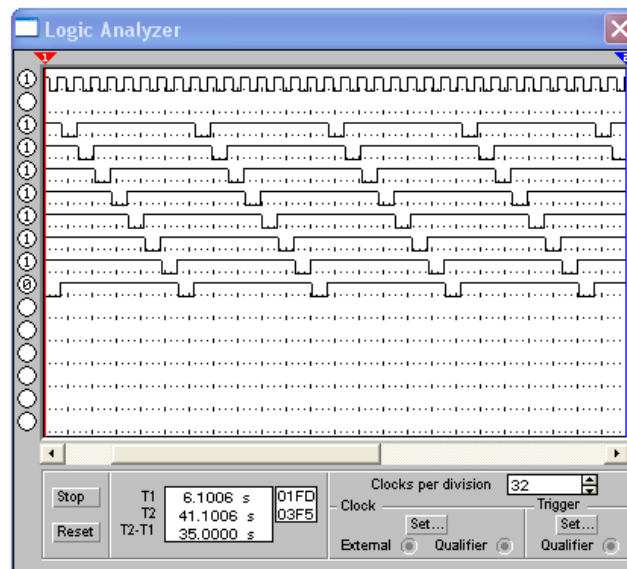 Logic Analyzer
1
1
1
1
1
1
1
1
1
0
Clocks per division 32
T1 6.1006 s 01FD
T2 41.1006 s 03F5
T2-T1 35.0000 s
Stop
Reset
Clock
Set...
External Qualifier
Trigger
Set...
Qualifier